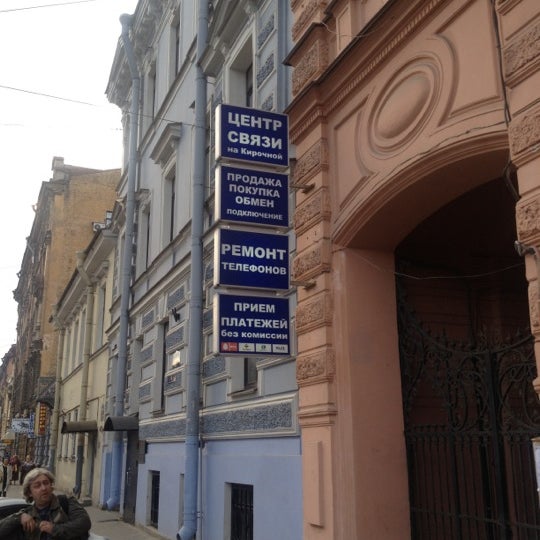 ЦЕНТР
СВЯЗИ
на Кирочной
ПРОДАЖА
ПОКУПКА
ОБМЕН
ПОДКЛЮЧЕНИЕ
РЕМОНТ
ТЕЛЕФОНОВ
ПРИЕМ
ПЛАТЕЖЕЙ
без комиссии